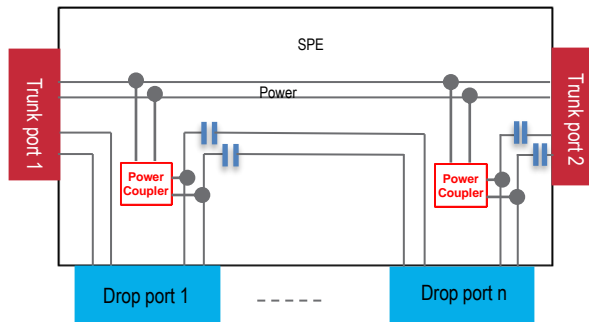 SPE
Trunk port 1
Power
Trunk port 2
Power
Coupler
Power
Coupler
Drop port 1
Drop port n